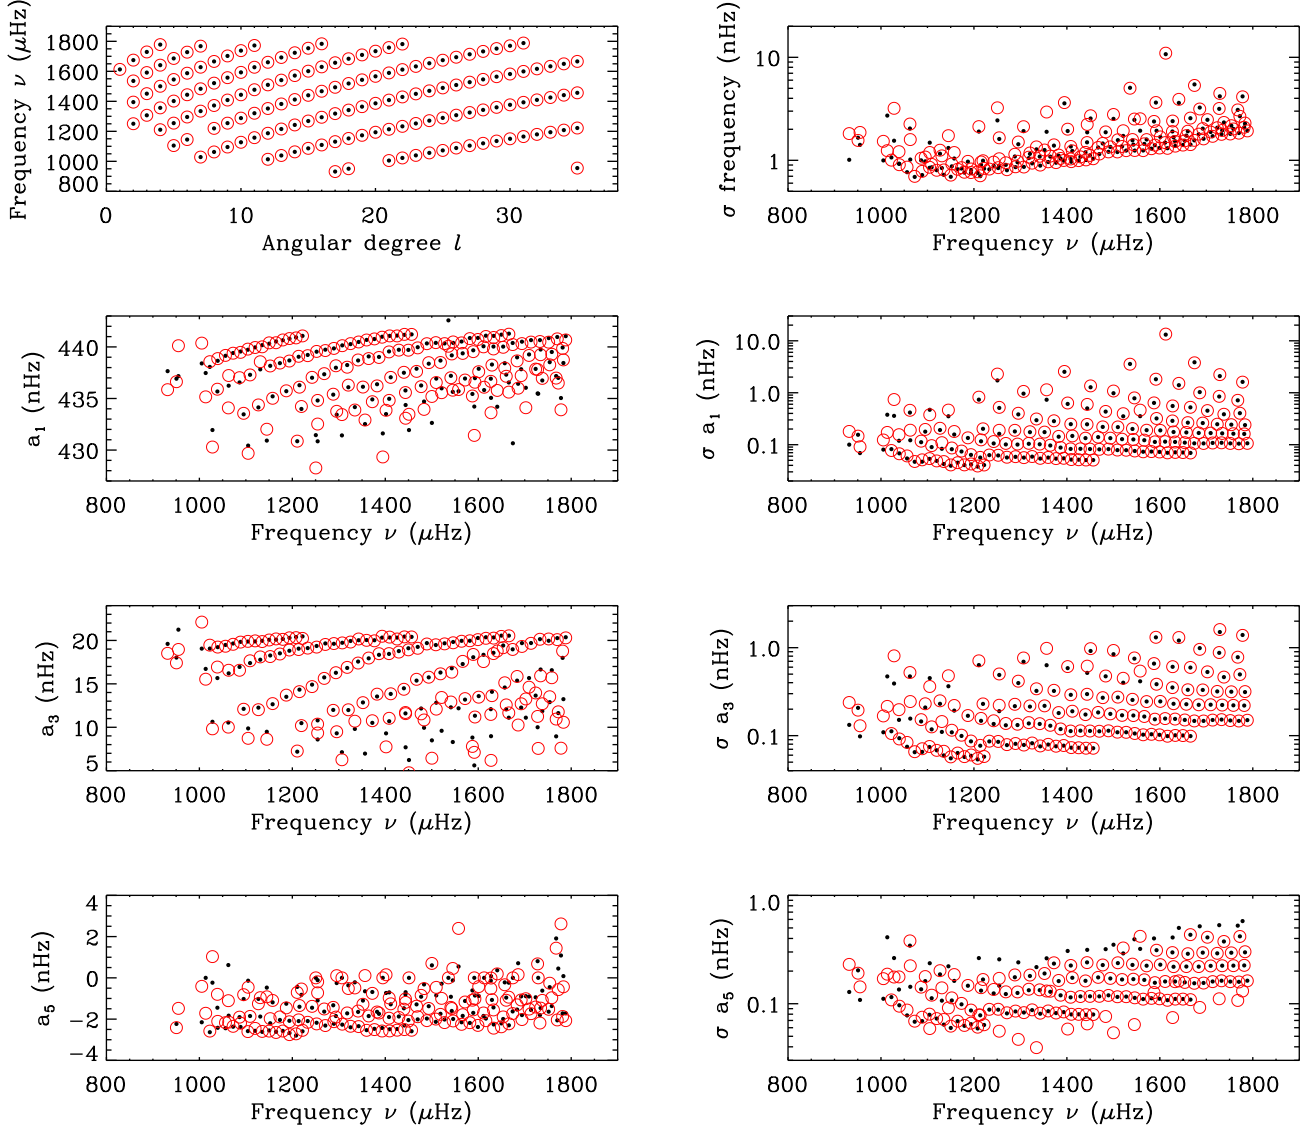 Frequency ν (μHz)
1800
1600
1400
1200
1000
800
0 10 20 30
Angular degree l
σ frequency (nHz)
10
1
800 1000 1200 1400 1600 1800
Frequency ν (μHz)
a1 (nHz)
440
435
430
800 1000 1200 1400 1600 1800
Frequency ν (μHz)
σ a1 (nHz)
10.0
1.0
0.1
800 1000 1200 1400 1600 1800
Frequency ν (μHz)
a3 (nHz)
20
15
10
5
800 1000 1200 1400 1600 1800
Frequency ν (μHz)
σ a3 (nHz)
1.0
0.1
800 1000 1200 1400 1600 1800
Frequency ν (μHz)
a5 (nHz)
4
2
0
−2
−4
800 1000 1200 1400 1600 1800
Frequency ν (μHz)
σ a5 (nHz)
1.0
0.1
800 1000 1200 1400 1600 1800
Frequency ν (μHz)